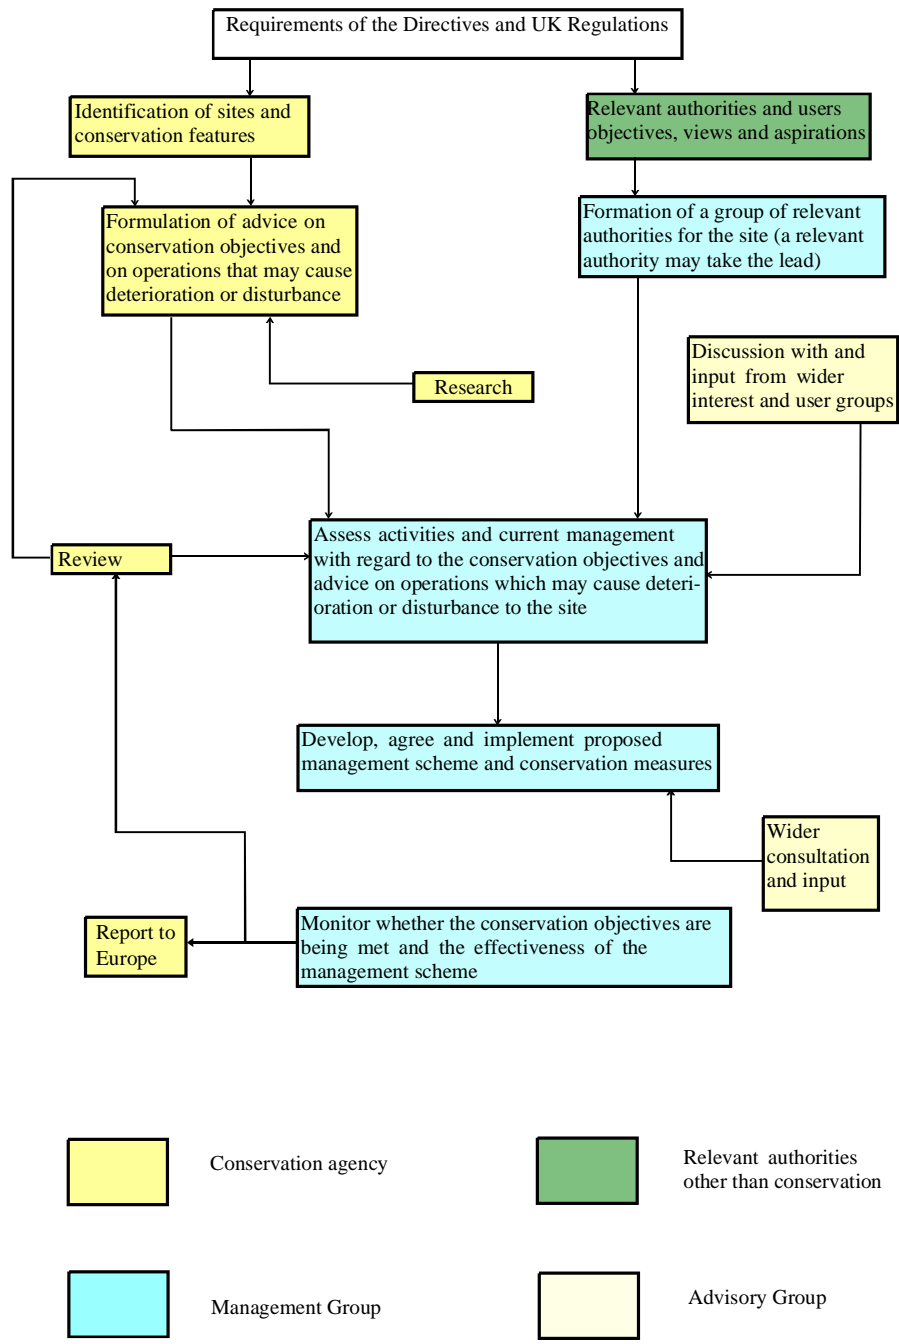 Requirements of the Directives and UK Regulations
Identification of sites and
conservation features
Relevant authorities and users
objectives, views and aspirations
Formulation of advice on
conservation objectives and
on operations that may cause
deterioration or disturbance
Formation of a group of relevant
authorities for the site (a relevant
authority may take the lead)
Discussion with and
input from wider
interest and user groups
Research
Assess activities and current management
with regard to the conservation objectives and
advice on operations which may cause deteri-
oration or disturbance to the site
Review
Develop, agree and implement proposed
management scheme and conservation measures
Wider
consultation
and input
Monitor whether the conservation objectives are
being met and the effectiveness of the
management scheme
Report to
Europe
Conservation agency
Relevant authorities
other than conservation
Management Group
Advisory Group